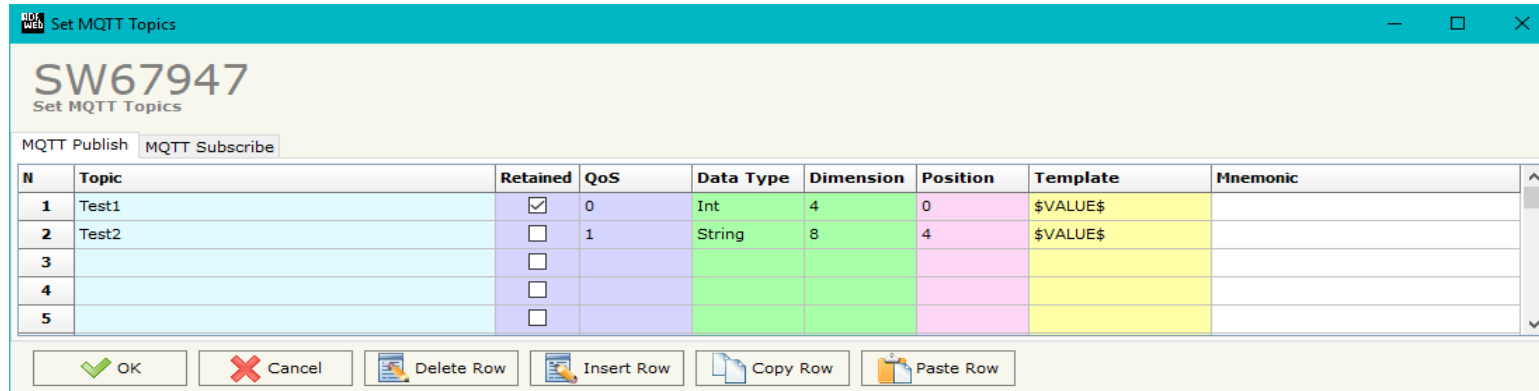 ADF
WEB
Set MQTT Topics
SW67947
Set MQTT Topics
MQTT Publish MQTT Subscribe
N Topic Retained QoS Data Type Dimension Position Template Mnemonic
1 Test1 0 Int 4 0 $VALUE$
2 Test2 1 String 8 4 $VALUE$
3
4
5
OK Cancel Delete Row Insert Row Copy Row Paste Row